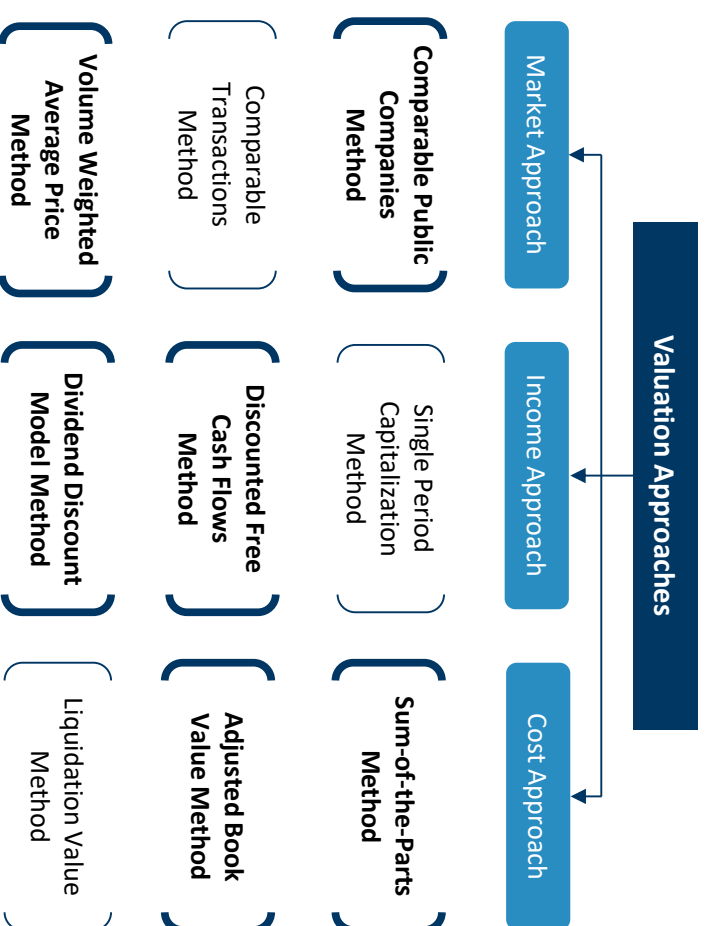 Valuation Approaches
Market Approach
Income Approach
Cost Approach
Comparable Public
Companies
Method
Single Period
Capitalization
Method
Sum-of-the-Parts
Method
Comparable
Transactions
Method
Discounted Free
Cash Flows
Method
Adjusted Book
Value Method
Volume Weighted
Average Price
Method
Dividend Discount
Model Method
Liquidation Value
Method